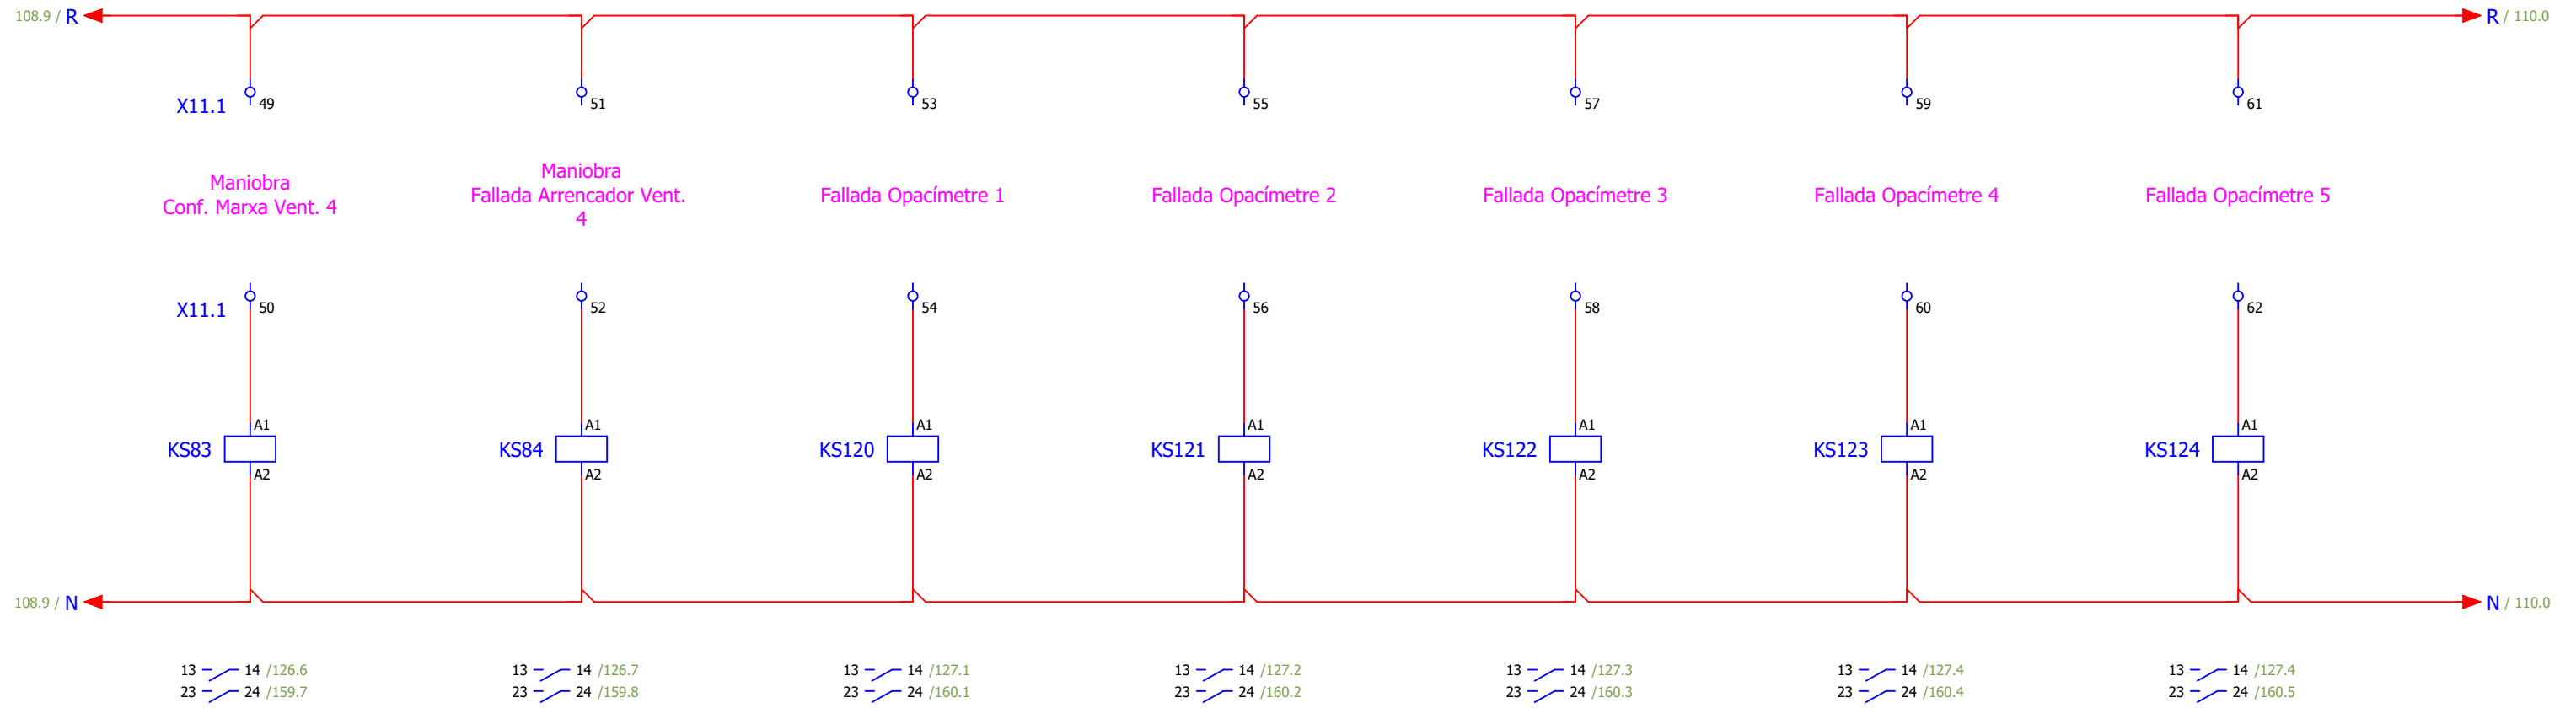 108.9 / R
R / 110.0
X11.1
49
51
53
55
57
59
61
Maniobra
Conf. Marxa Vent. 4
Maniobra
Fallada Arrencador Vent.
4
Fallada Opacímetre 1
Fallada Opacímetre 2
Fallada Opacímetre 3
Fallada Opacímetre 4
Fallada Opacímetre 5
X11.1
50
52
54
56
58
60
62
KS83
A1
A2
KS84
A1
A2
KS120
A1
A2
KS121
A1
A2
KS122
A1
A2
KS123
A1
A2
KS124
A1
A2
108.9 / N
N / 110.0
13 14 /126.6
23 24 /159.7
13 14 /126.7
23 24 /159.8
13 14 /127.1
23 24 /160.1
13 14 /127.2
23 24 /160.2
13 14 /127.3
23 24 /160.3
13 14 /127.4
23 24 /160.4
13 14 /127.4
23 24 /160.5